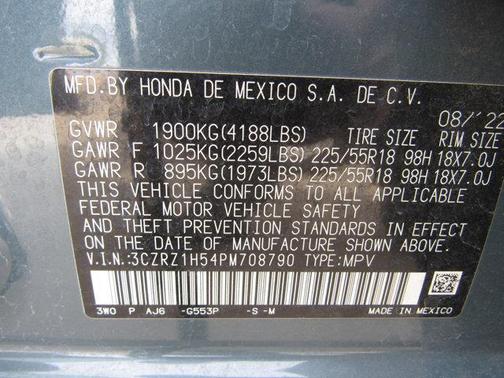 MFD. BY HONDA DE MEXICO S.A. DE C.V.
08/'22
GVWR 1900KG(4188LBS) TIRE SIZE RIM SIZE
GAWR F 1025KG(2259LBS) 225/55R18 98H 18X7.0J
GAWR R 895KG(1973LBS) 225/55R18 98H 18X7.0J
THIS VEHICLE CONFORMS TO ALL APPLICABLE
FEDERAL MOTOR VEHICLE SAFETY
AND THEFT PREVENTION STANDARDS IN EFFECT ON
THE DATE OF MANUFACTURE SHOWN ABOVE.
V.I.N.:3CZRZ1H54PM708790 TYPE:MPV
3WO P AJ6 -G553P -S -M
MADE IN MEXICO